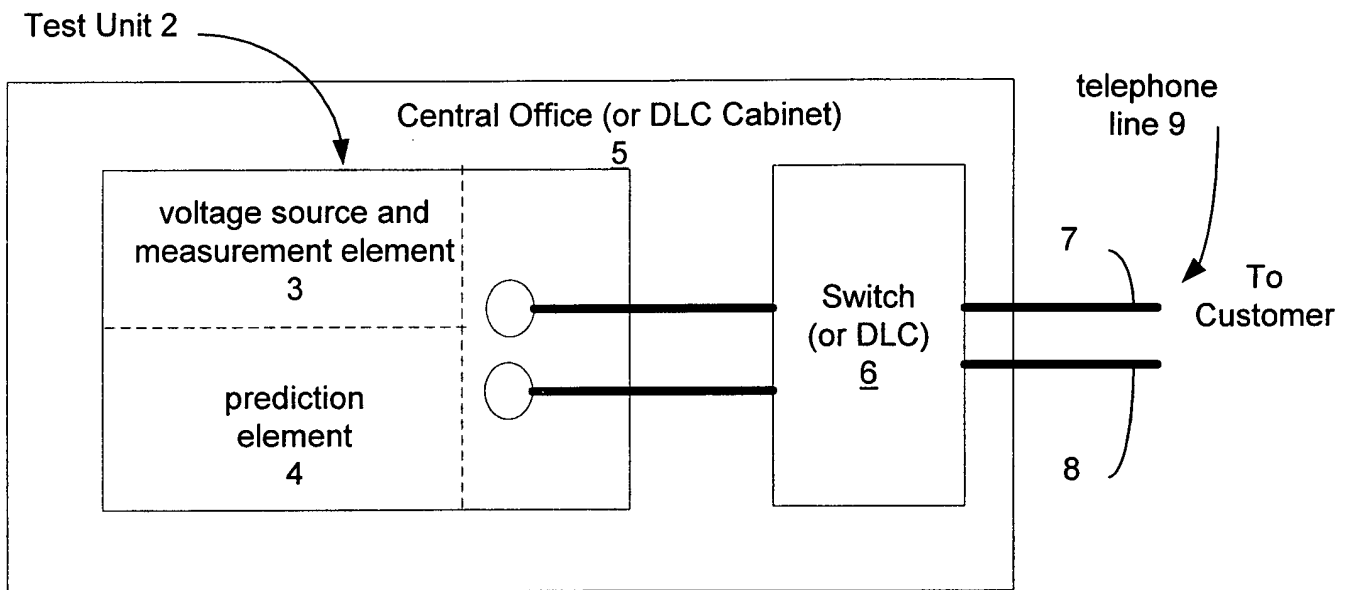 Test Unit 2
Central Office (or DLC Cabinet)
5
telephone
line 9
voltage source and
measurement element
3
prediction
element
4
Switch
(or DLC)
6
7
8
To
Customer